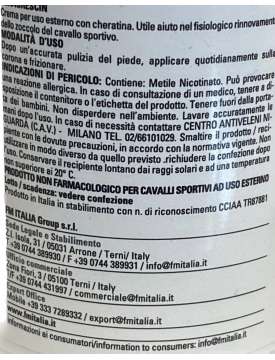 Crema per uso esterno con cheratina. Utile aiuto nel fisiologico rinnovamen
dello zoccolo del cavallo sportivo.
MODALITÀ D'USO
Dopo un'accurata pulizia del piede, applicare quotidianamente sulla
corona e frizionare.
INDICAZIONI DI PERICOLO: Contiene: Metile Nicotinato. Può provocare
una reazione allergica. In caso di consultazione di un medico, tenere a di-
sposizione il contenitore o l'etichetta del prodotto. Tenere fuori dalla porta-
ta dei bambini. Non disperdere nell'ambiente. Lavare accuratamente le
mani dopo l'uso. In caso di necessità contattare CENTRO ANTIVELENI NI-
GUARDA (C.A.V.) - MILANO TEL. 02/66101029. Smaltire il prodotto / reci-
piente con le dovute precauzioni, in accordo con la normativa vigente. Non
utilizzare in modo diverso da quello previsto .richiudere la confezione dopo
l'uso. Conservare il recipiente lontano dai raggi solari e ad una temperatura
non superiore ai 20° C.
PRODOTTO NON FARMACOLOGICO PER CAVALLI SPORTIVI AD USO ESTERNO
/ scadenza: vedere confezione
Prodotto in Italia in stabilimento con n. di riconoscimento CCIAA TR87881
FM ITALIA Group s.r.l.
Sede Legale e Stabilimento
Isola, 31 / 05031 Arrone / Terni/ Italy
0744 389930 / F +39 0744 389931 / info@fmitalia.it
Ufficio commerciale
Fiori, 3 / 05100 Terni / Italy
+39 0744 431997 / commerciale@fmitalia.it
Export Office
Mobile +39 333 7289332 / export@fmitalia.it
www.fmitalia.it
Informazioni ai consumatori/information to consumers: info@fmitalia.it